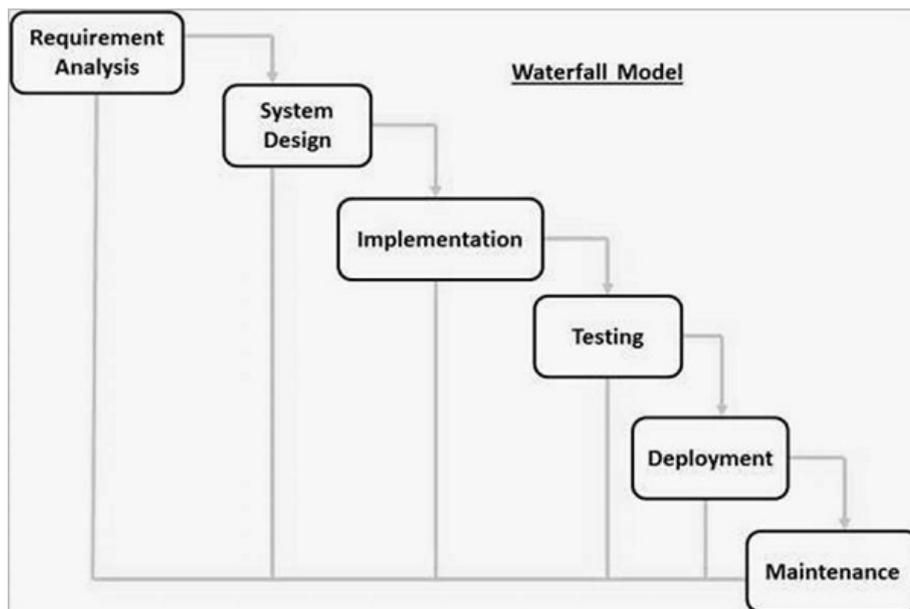 Requirement
Analysis
Waterfall Model
System
Design
Implementation
Testing
Deployment
Maintenance